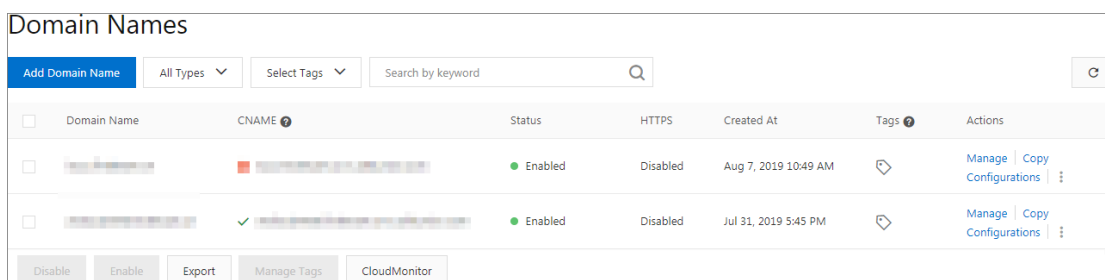 Domain Names
Add Domain Name All Types Select Tags Search by keyword
Domain Name CNAME Status HTTPS Created At Tags Actions
Enabled Disabled Aug 7, 2019 10:49 AM Manage Copy
Configurations
Enabled Disabled Jul 31, 2019 5:45 PM Manage Copy
Configurations
Disable Enable Export Manage Tags CloudMonitor